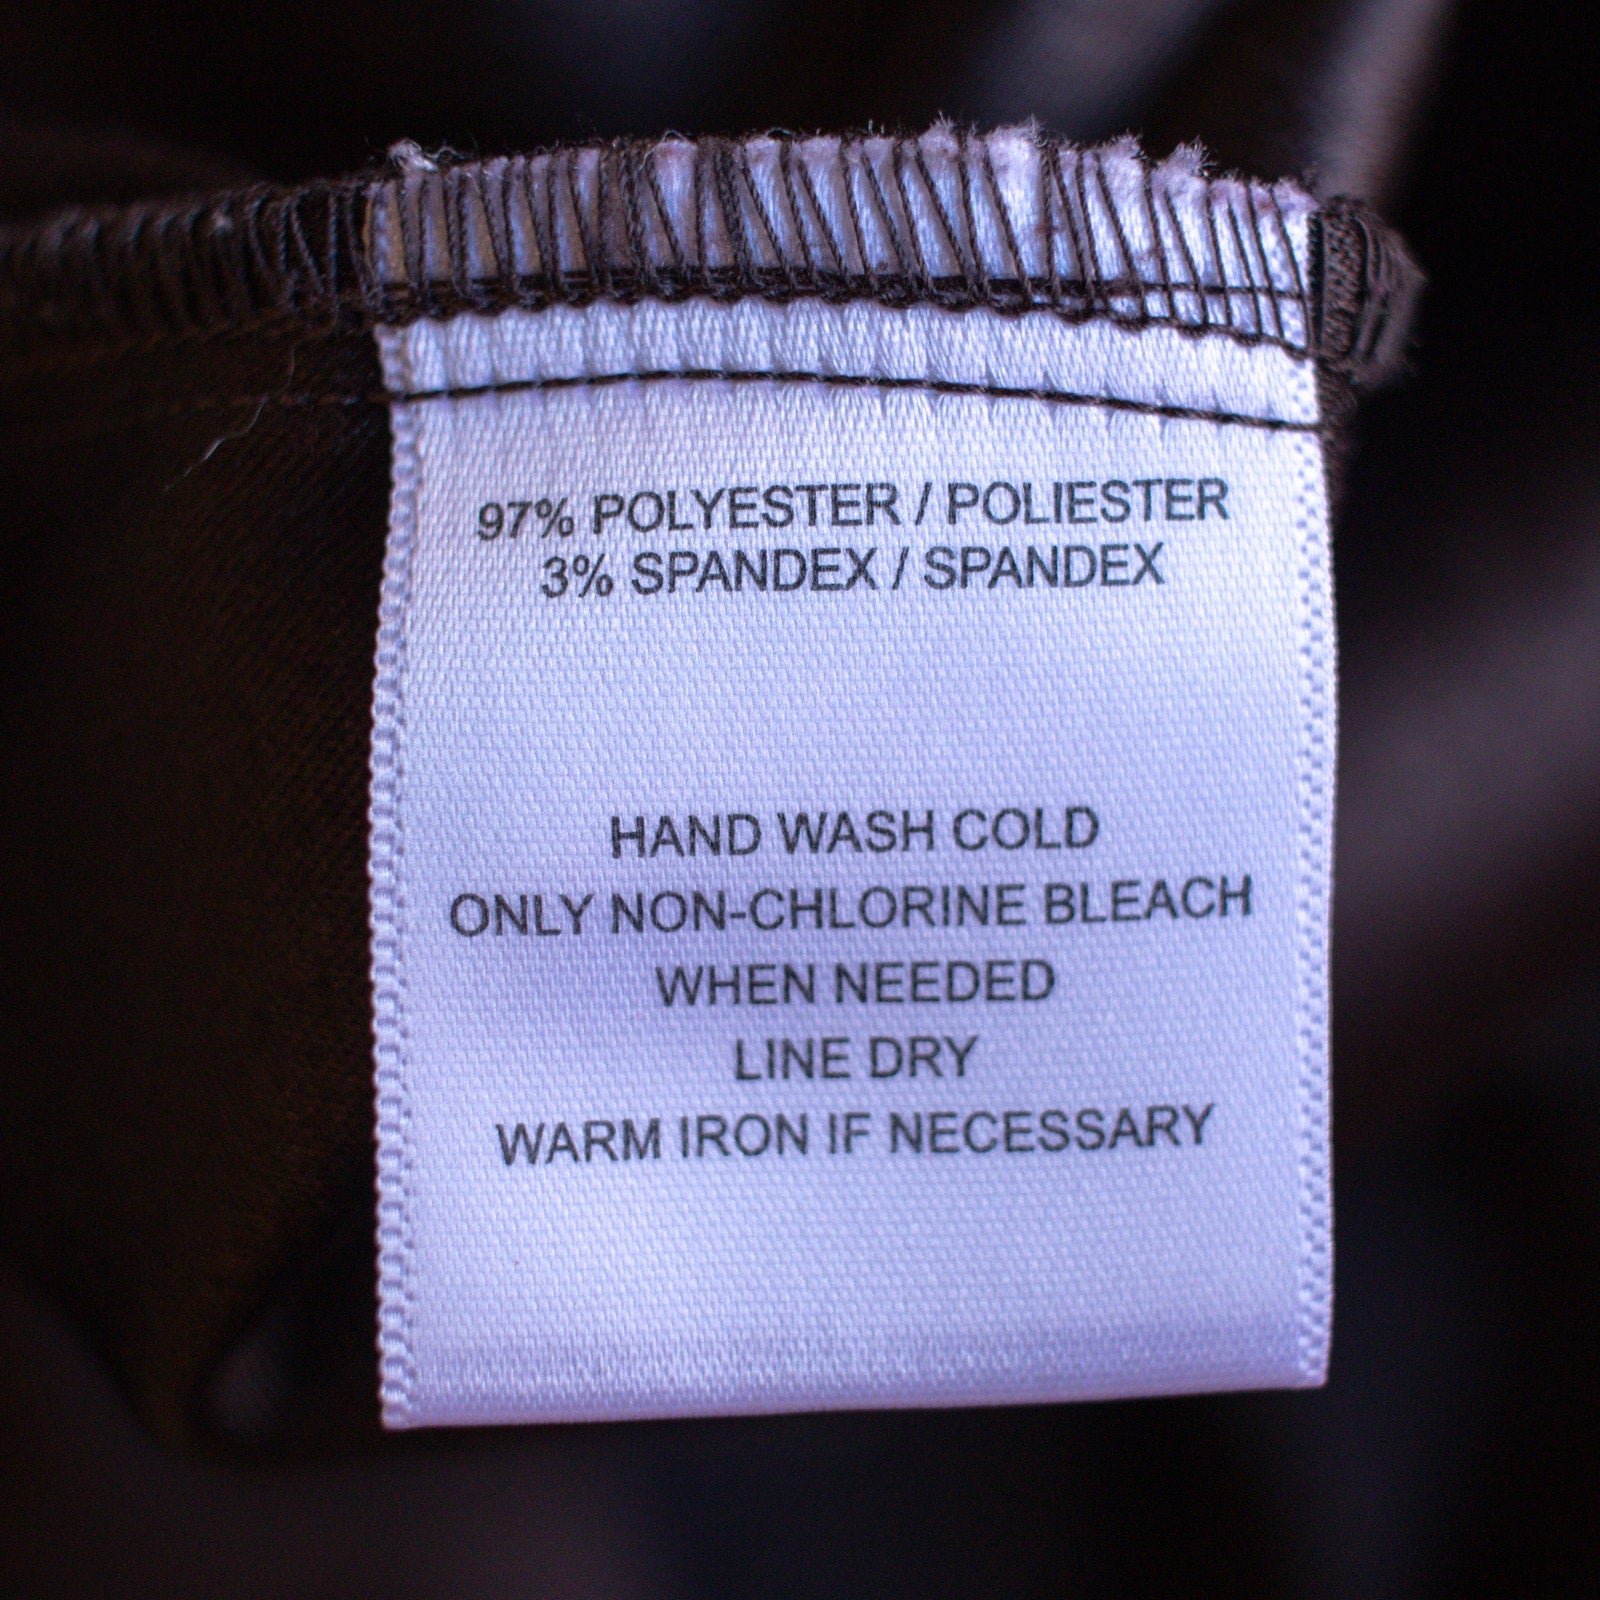 97% POLYESTER / POLIESTER
3% SPANDEX / SPANDEX
HAND WASH COLD
ONLY NON-CHLORINE BLEACH
WHEN NEEDED
LINE DRY
WARM IRON IF NECESSARY